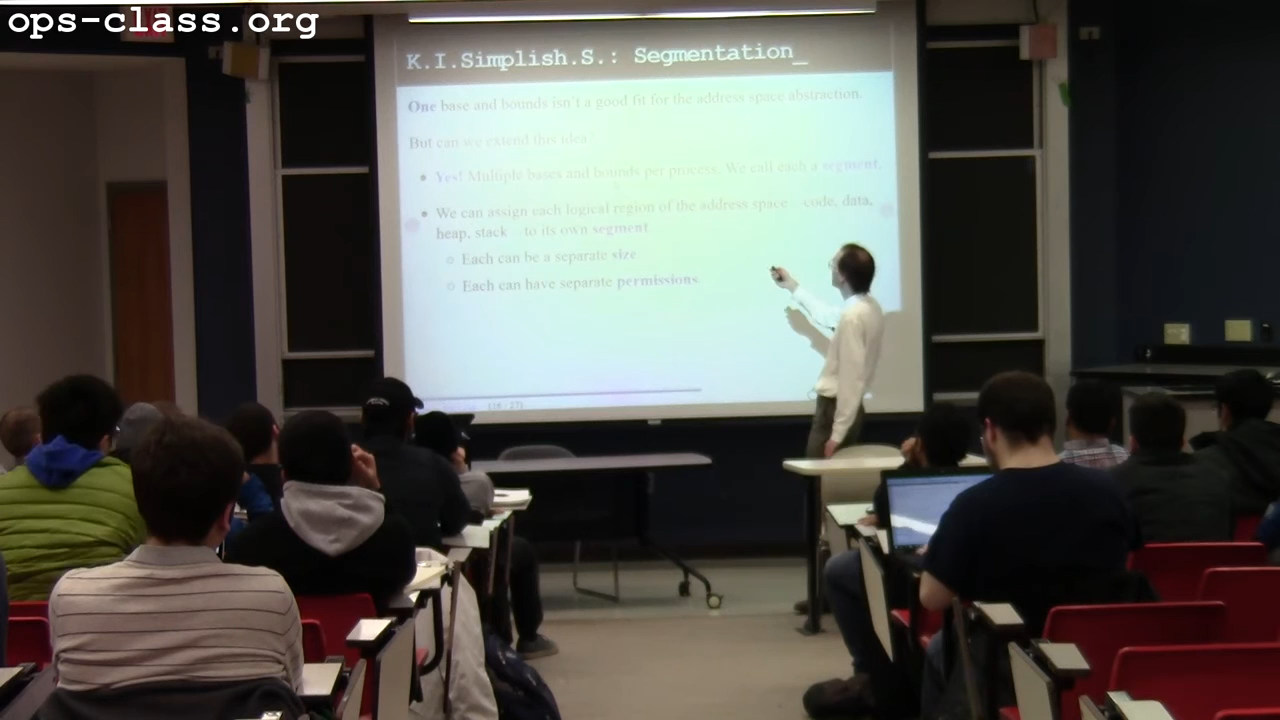 ops-class.org
K.I.Simplish.S.: Segmentation_
One base and bounds isn't a good fit for the address space abstraction.
But can we extend this idea?
Yes! Multiple bases and bounds per process. We call each a segment.
We can assign each logical region of the address space—code, data,
heap, stack—to its own segment.
Each can be a separate size.
Each can have separate permissions.